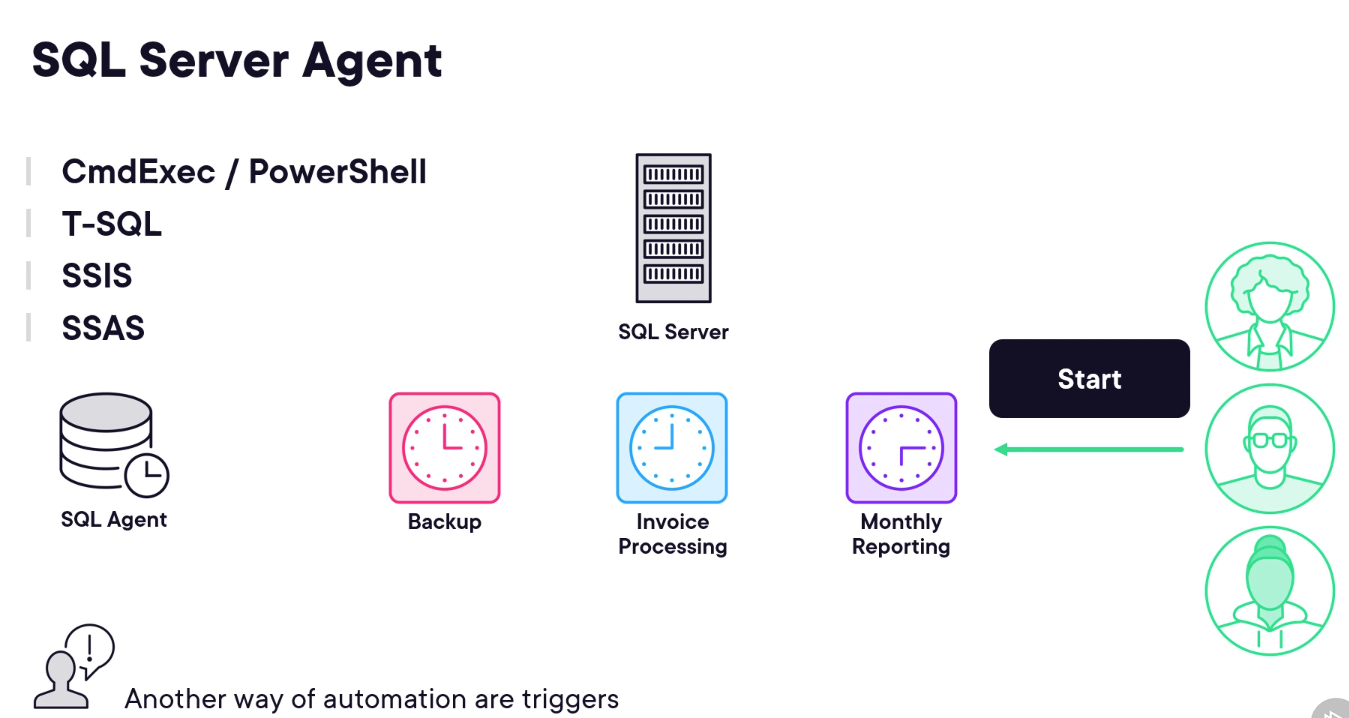 SQL Server Agent
CmdExec / PowerShell
T-SQL
SSIS
SSAS
SQL Server
Start
SQL Agent
Backup
Invoice
Processing
Monthly
Reporting
Another way of automation are triggers